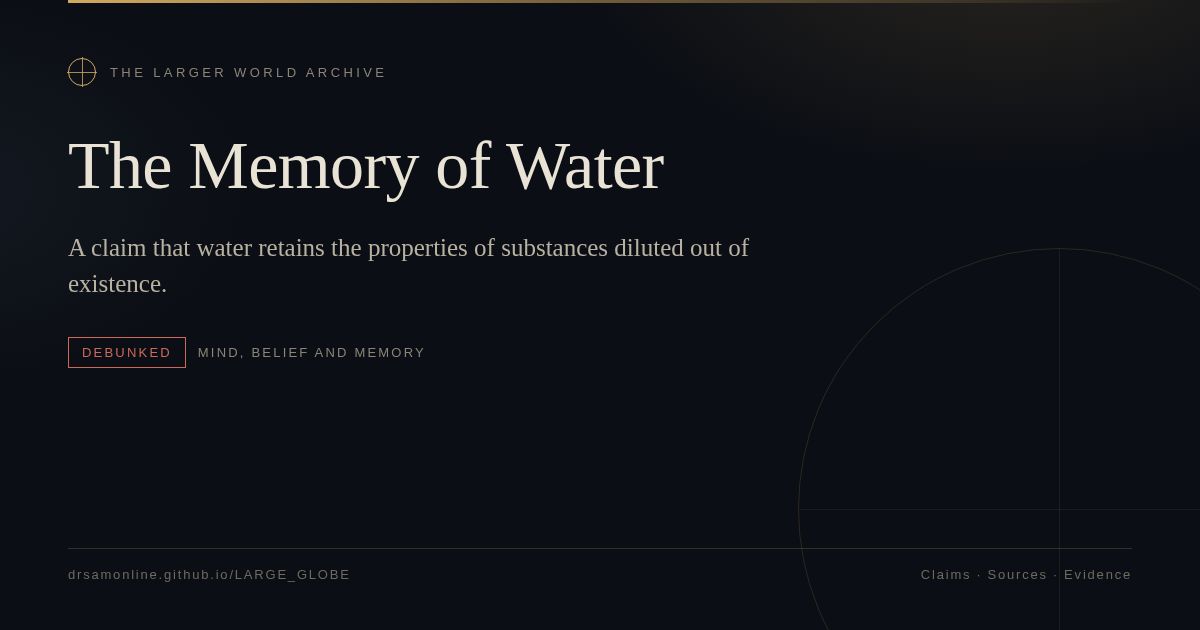 THE LARGER WORLD ARCHIVE
The Memory of Water
A claim that water retains the properties of substances diluted out of
existence.
DEBUNKED MIND, BELIEF AND MEMORY
drsamonline.github.io/LARGE_GLOBE Claims · Sources · Evidence